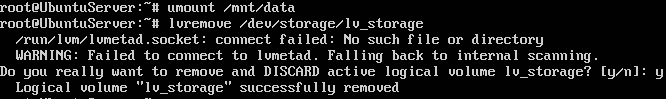 root@UbuntuServer:~# umount /mnt/data
root@UbuntuServer:~# lvremove /dev/storage/lv_storage
/run/lvm/lvmetad.socket: connect failed: No such file or directory
WARNING: Failed to connect to lvmetad. Falling back to internal scanning.
Do you really want to remove and DISCARD active logical volume lv_storage? [y/n]: y
Logical volume "lv_storage" successfully removed